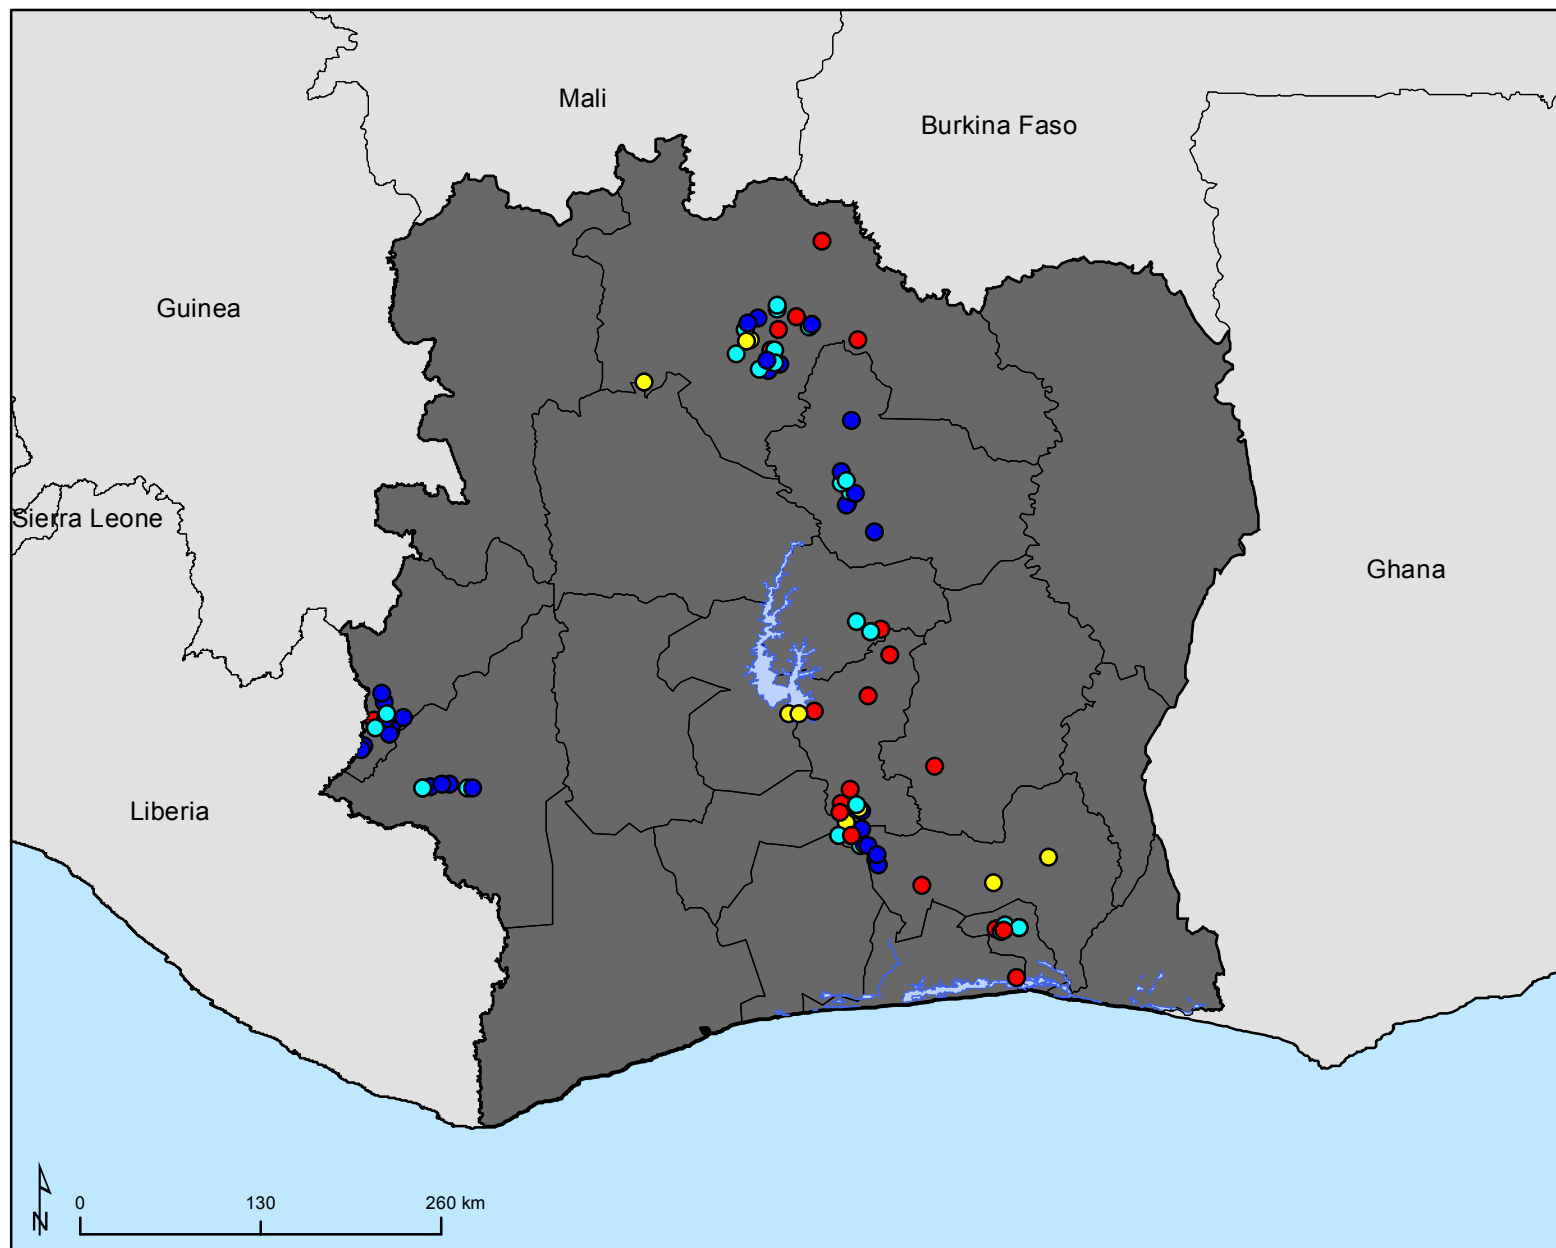 Mali
Burkina Faso
Guinea
Sierra Leone
Ghana
Liberia
0 130 260 km
N